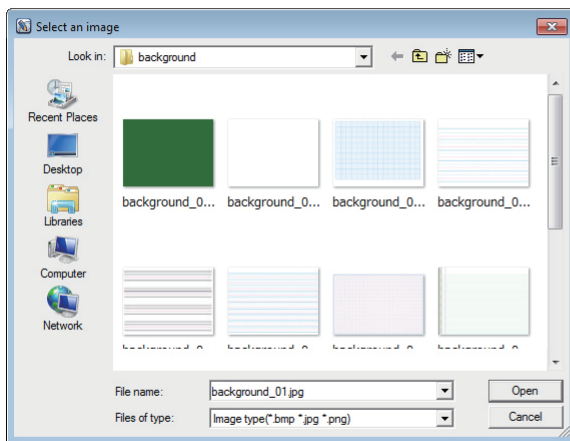 Select an image
Look in: background
Recent Places
Desktop
Libraries
Computer
Network
background_0... background_0... background_0... background_0...
File name: background_01.jpg Open
Files of type: Image type(*.bmp *.jpg *.png) Cancel